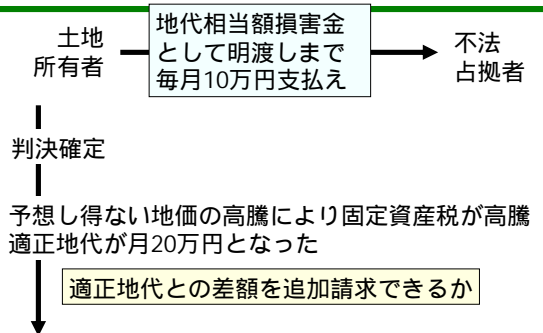 土地
所有者
地代相当額損害金
として明渡しまで
毎月10万円支払え
不法
占拠者
判決確定
予想し得ない地価の高騰により固定資産税が高騰
適正地代が月20万円となった
適正地代との差額を追加請求できるか